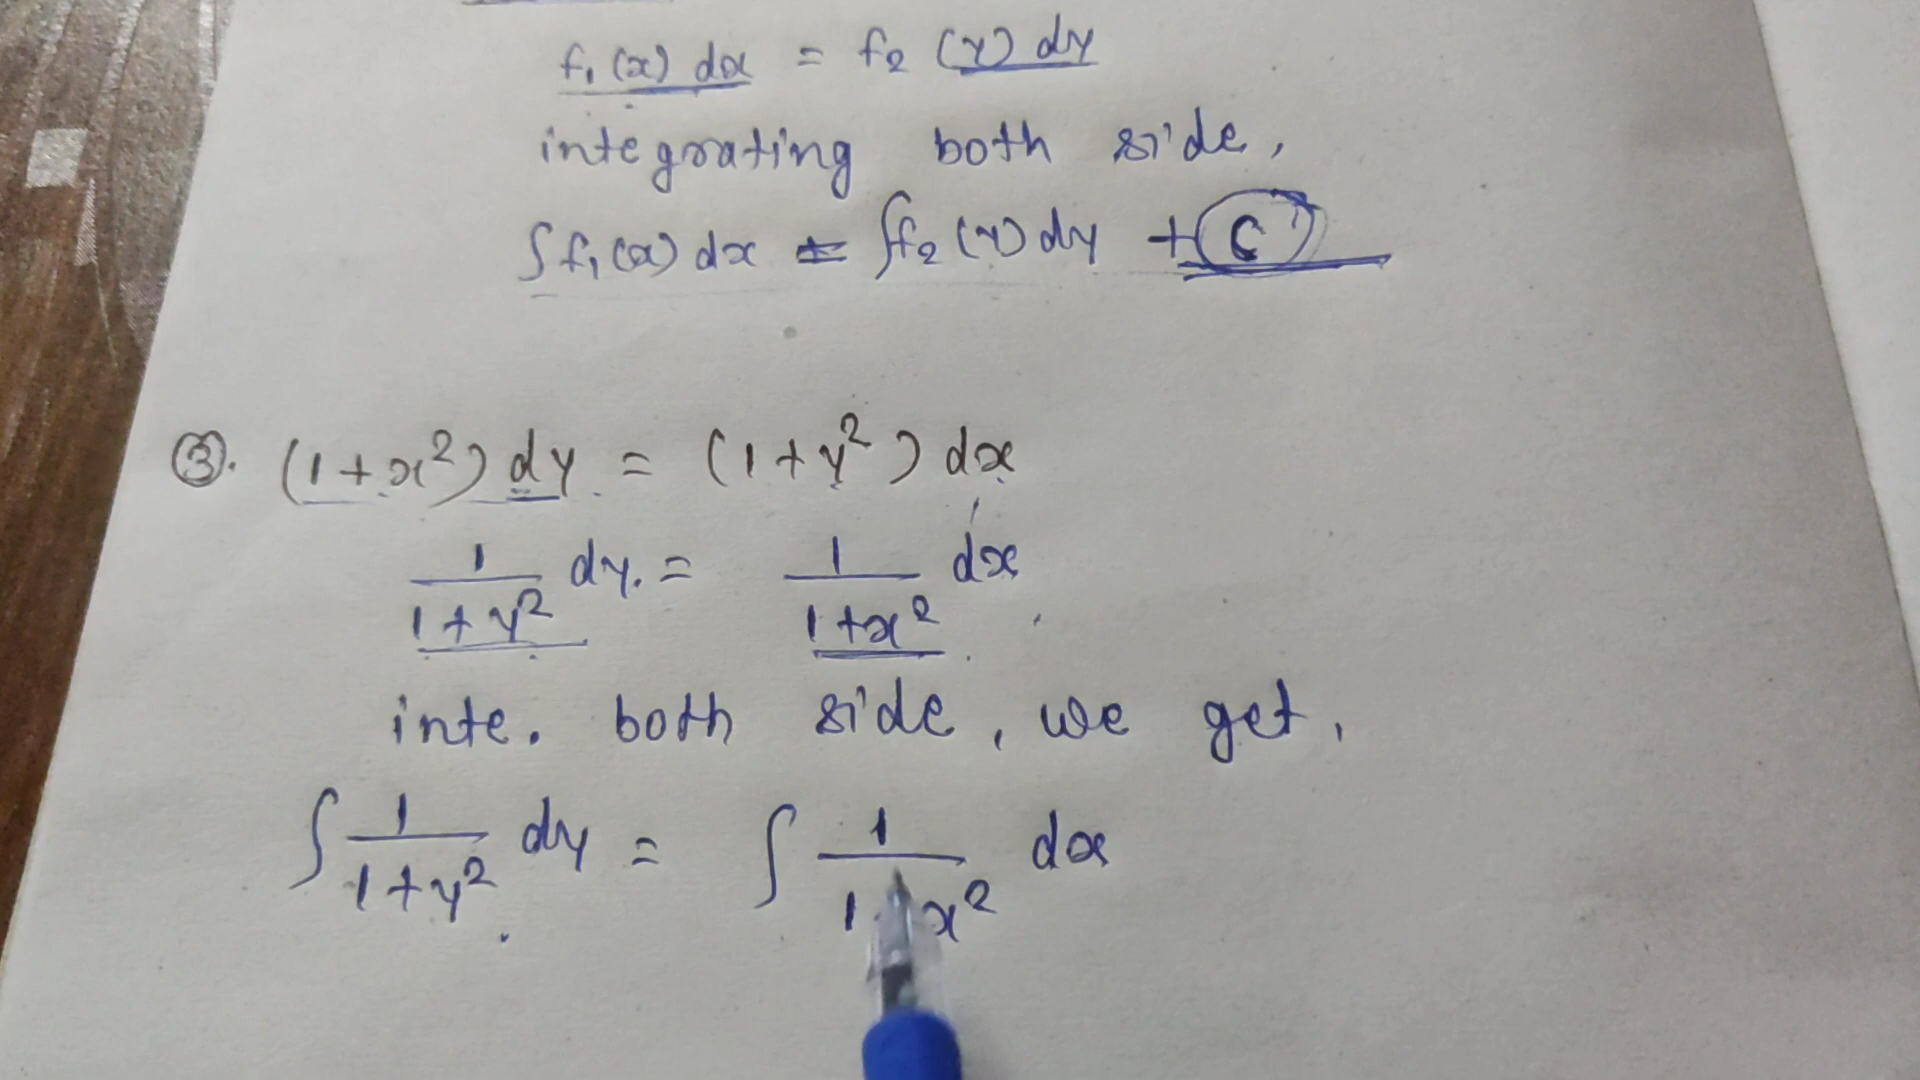 f₁(x) dx = f₂ (y) dy
integrating both side,
∫f₁(x) dx = ∫f₂(y) dy + C
③. (1+x²) dy = (1+y²) dx
1/(1+y²) dy. = 1/(1+x²) dx
inte. both side, we get,
∫ 1/(1+y²) dy = ∫ 1/(1+x²) dx